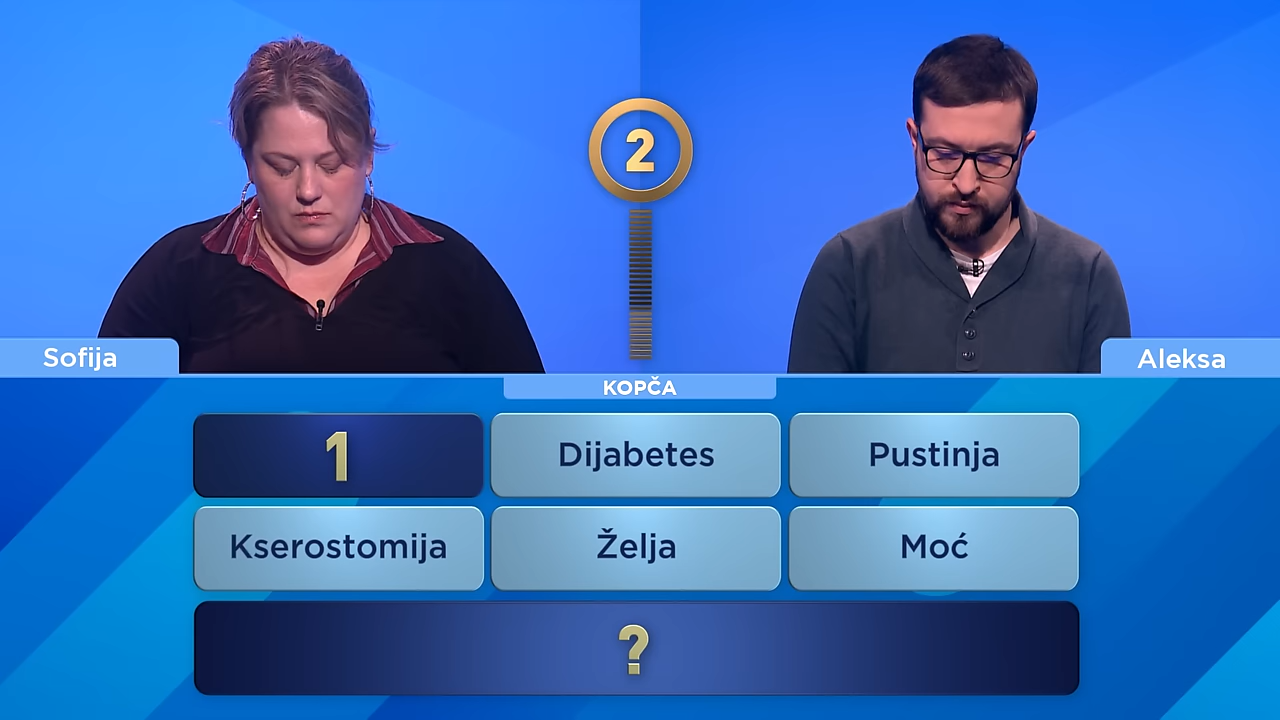 2
Sofija
Aleksa
KOPČA
1
Dijabetes
Pustinja
Kserostomija
Želja
Moć
?